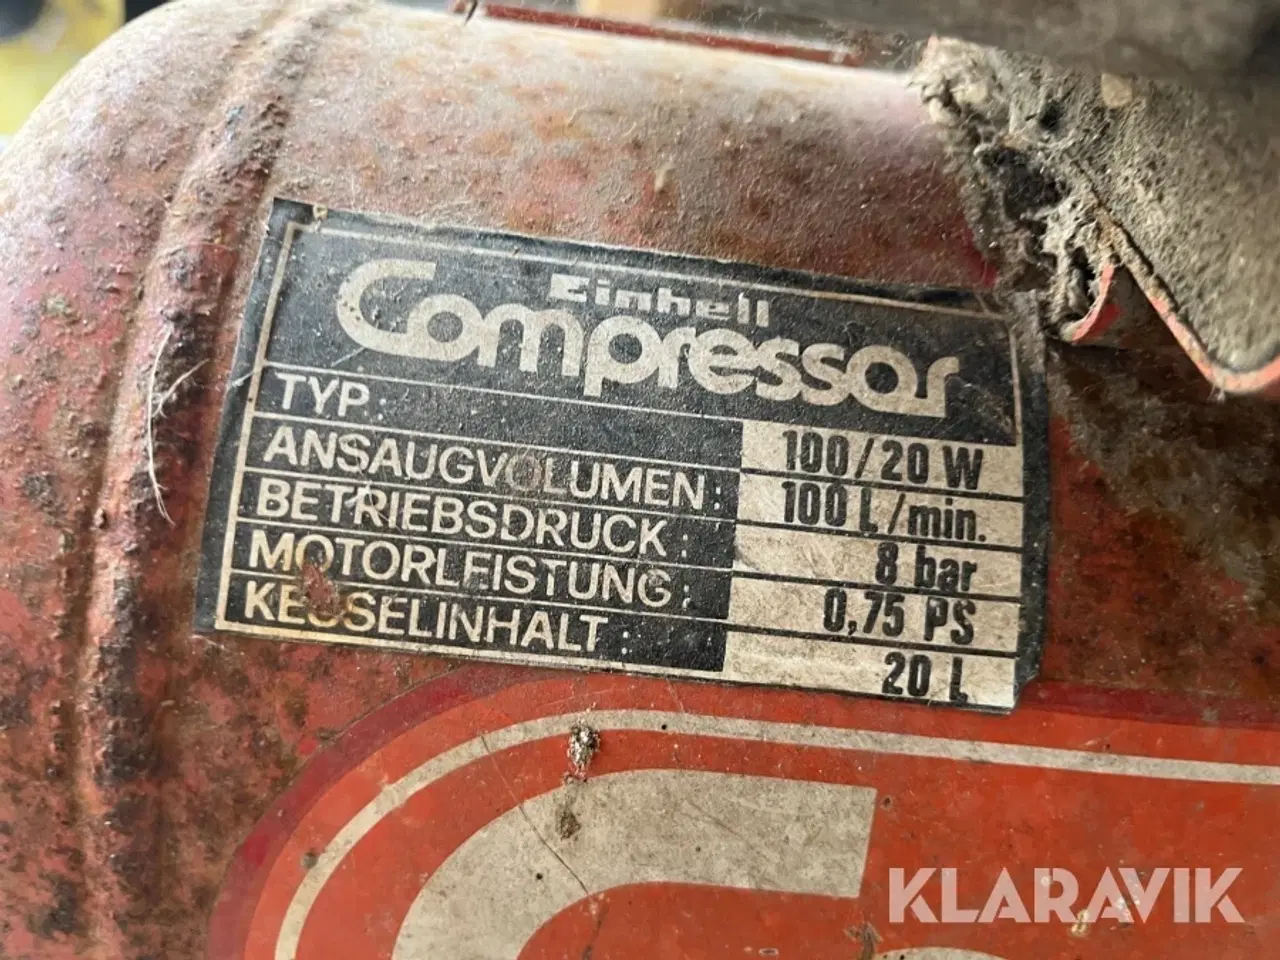 Einhell
Compressor
TYP: 100/20 W
ANSAUGVOLUMEN: 100 L/min.
BETRIEBSDRUCK: 8 bar
MOTORLEISTUNG: 0,75 PS
KESSELINHALT: 20 L
KLARAVIK